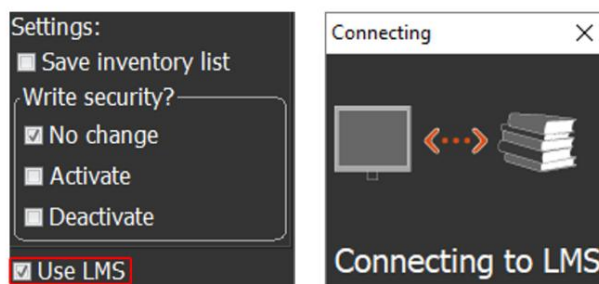 Settings:
Save inventory list
Write security?
No change
Activate
Deactivate
Use LMS
Connecting
Connecting to LMS